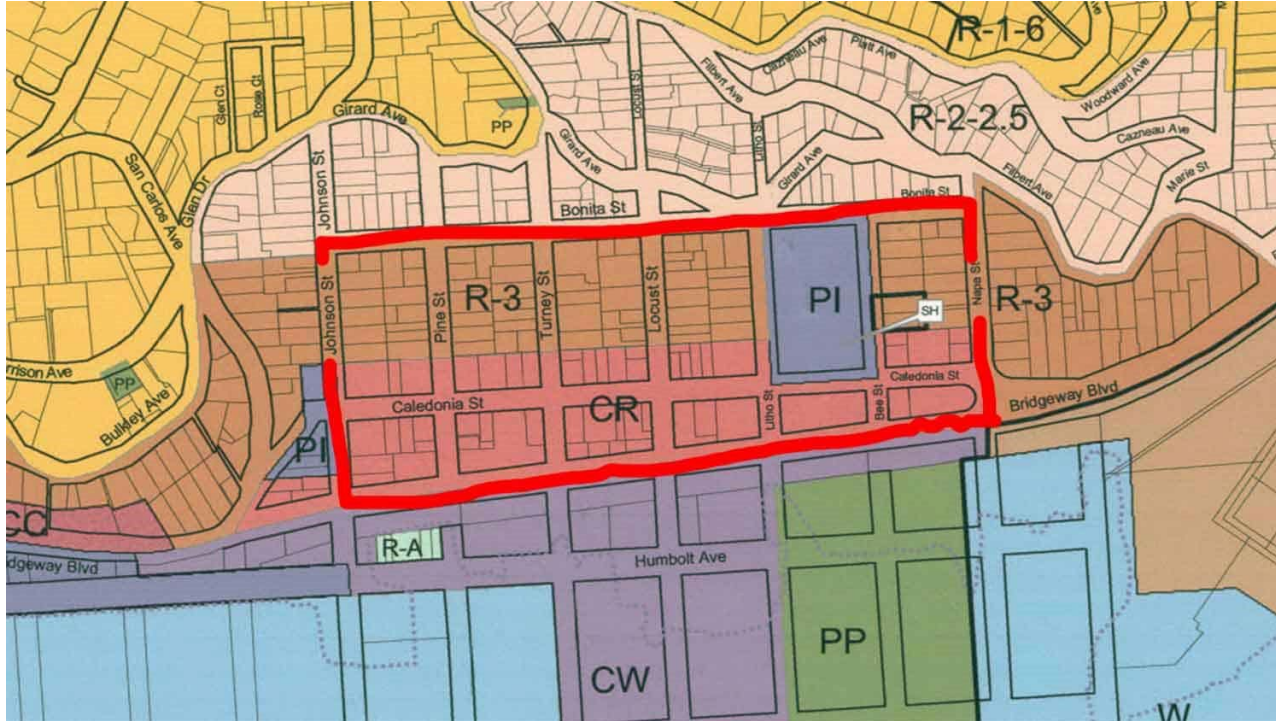 R-1-6
Cazneau Ave
Platt Ave
Filbert Ave
Woodward Ave
Glen Ct
Rose Ct
Locust St
PP
Girard Ave
R-2-2.5
Cazneau Ave
San Carlos Ave
Johnson St
Girard Ave
Litho St
Girard Ave
Filbert Ave
Marie St
Glen Dr
Bonita St
Bonita St
Johnson St
Pine St
R-3
Turney St
Locust St
PI
SH
Napa St
R-3
rrison Ave
PP
Bulkley Ave
Caledonia St
Caledonia St
CR
Litho St
Bee St
Bridgeway Blvd
PI
CC
R-A
dgeway Blvd
Humbolt Ave
CW
PP
W